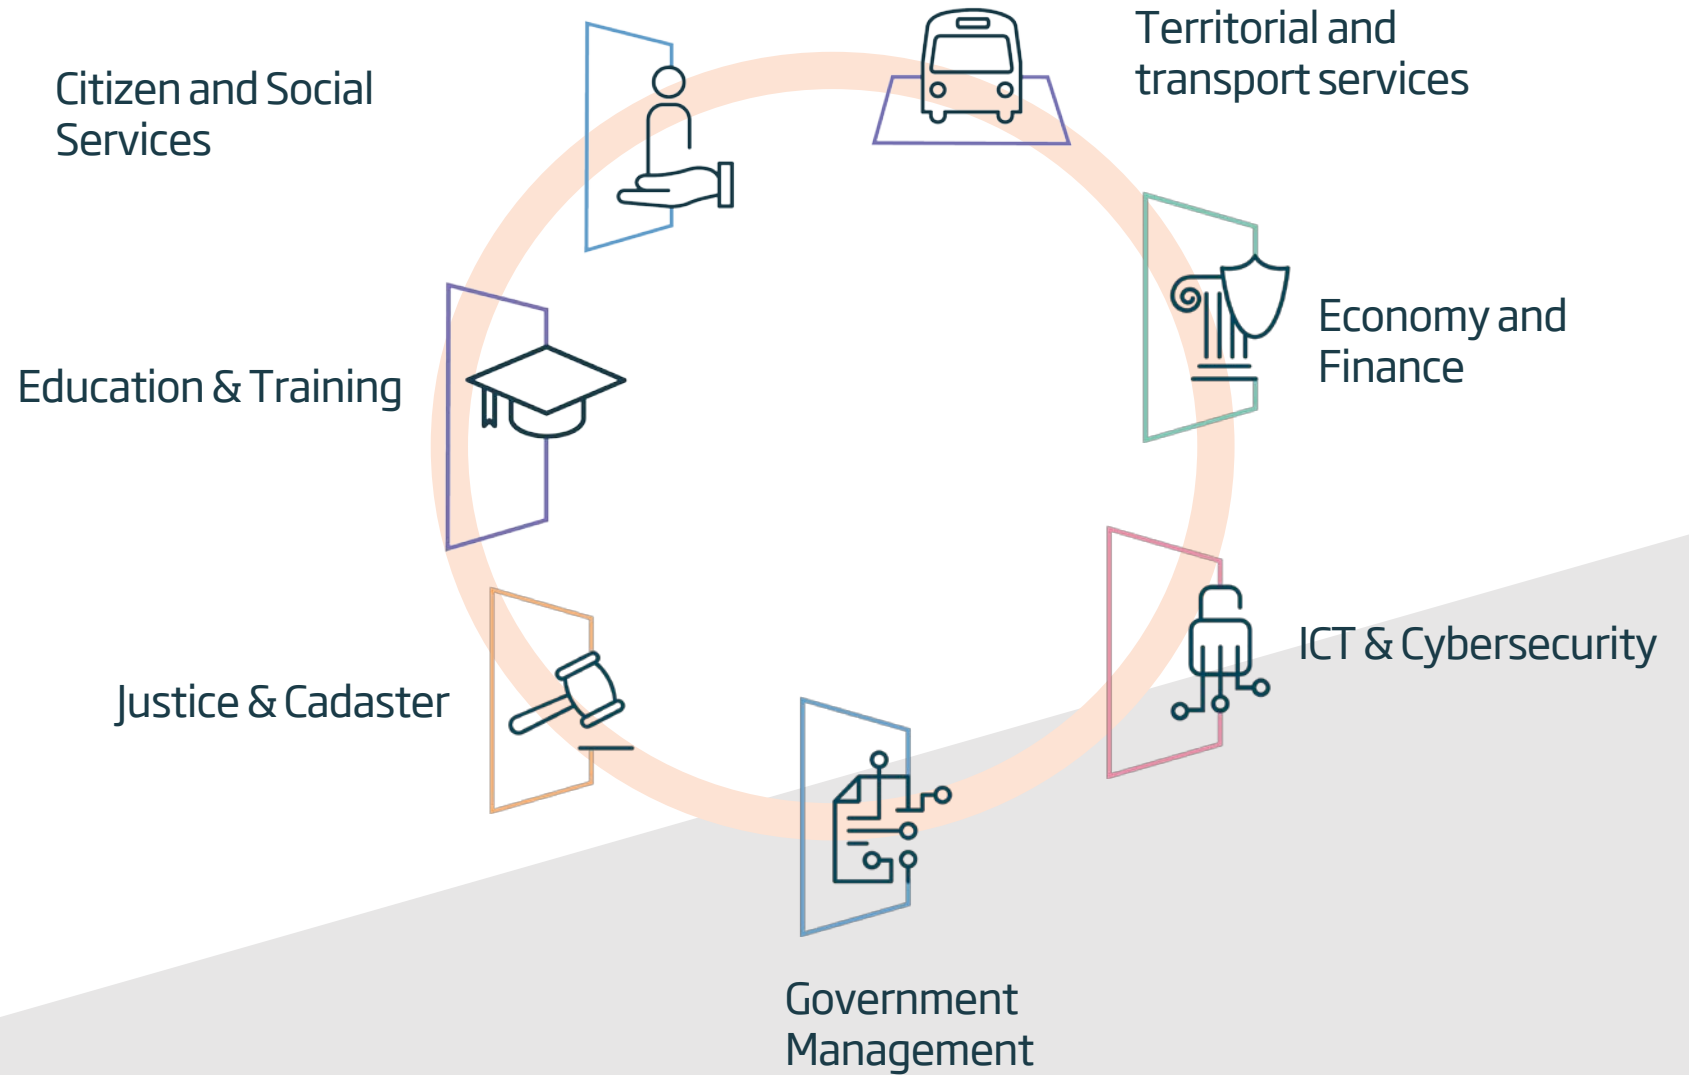 Citizen and Social
Services
Territorial and
transport services
Economy and
Finance
Education & Training
ICT & Cybersecurity
Justice & Cadaster
Government
Management